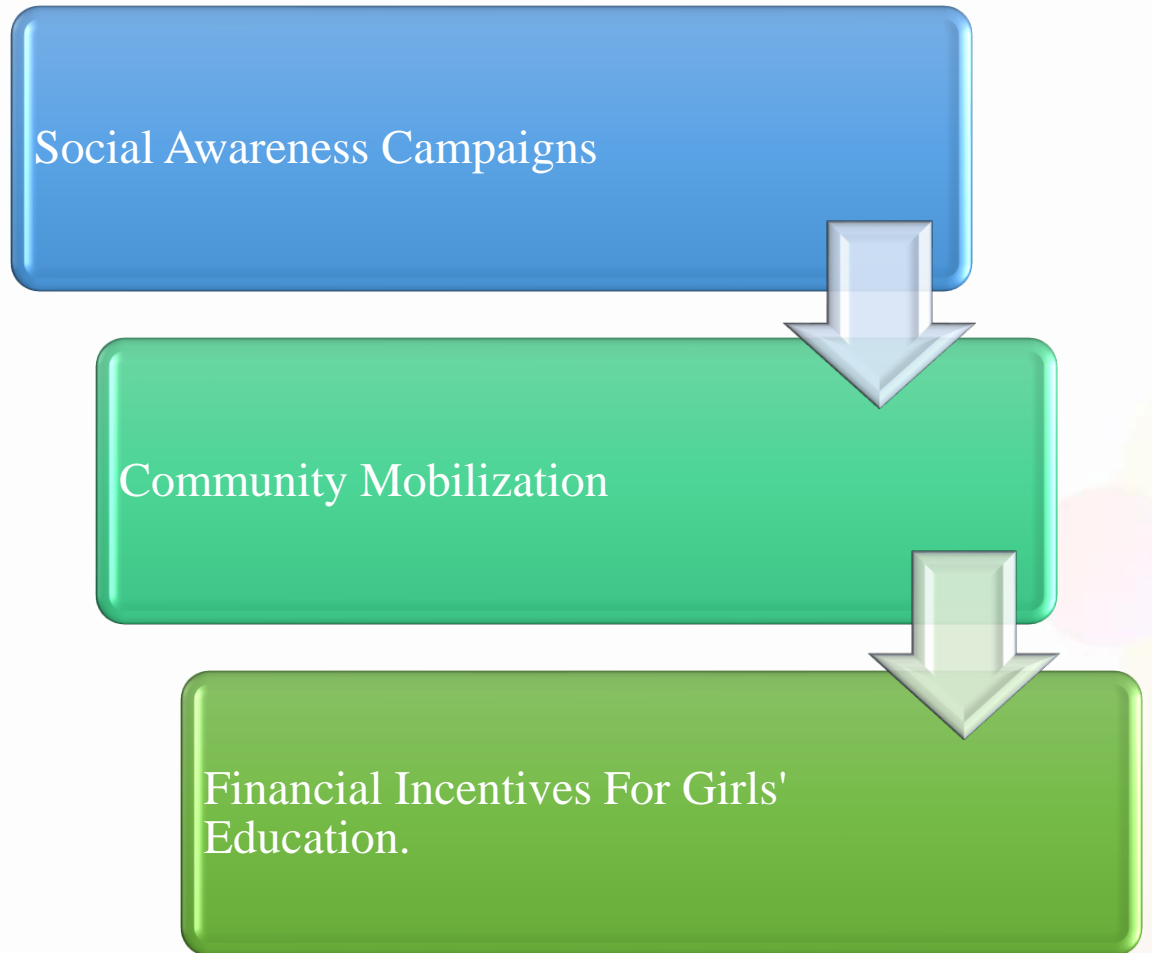 Social Awareness Campaigns
Community Mobilization
Financial Incentives For Girls'
Education.